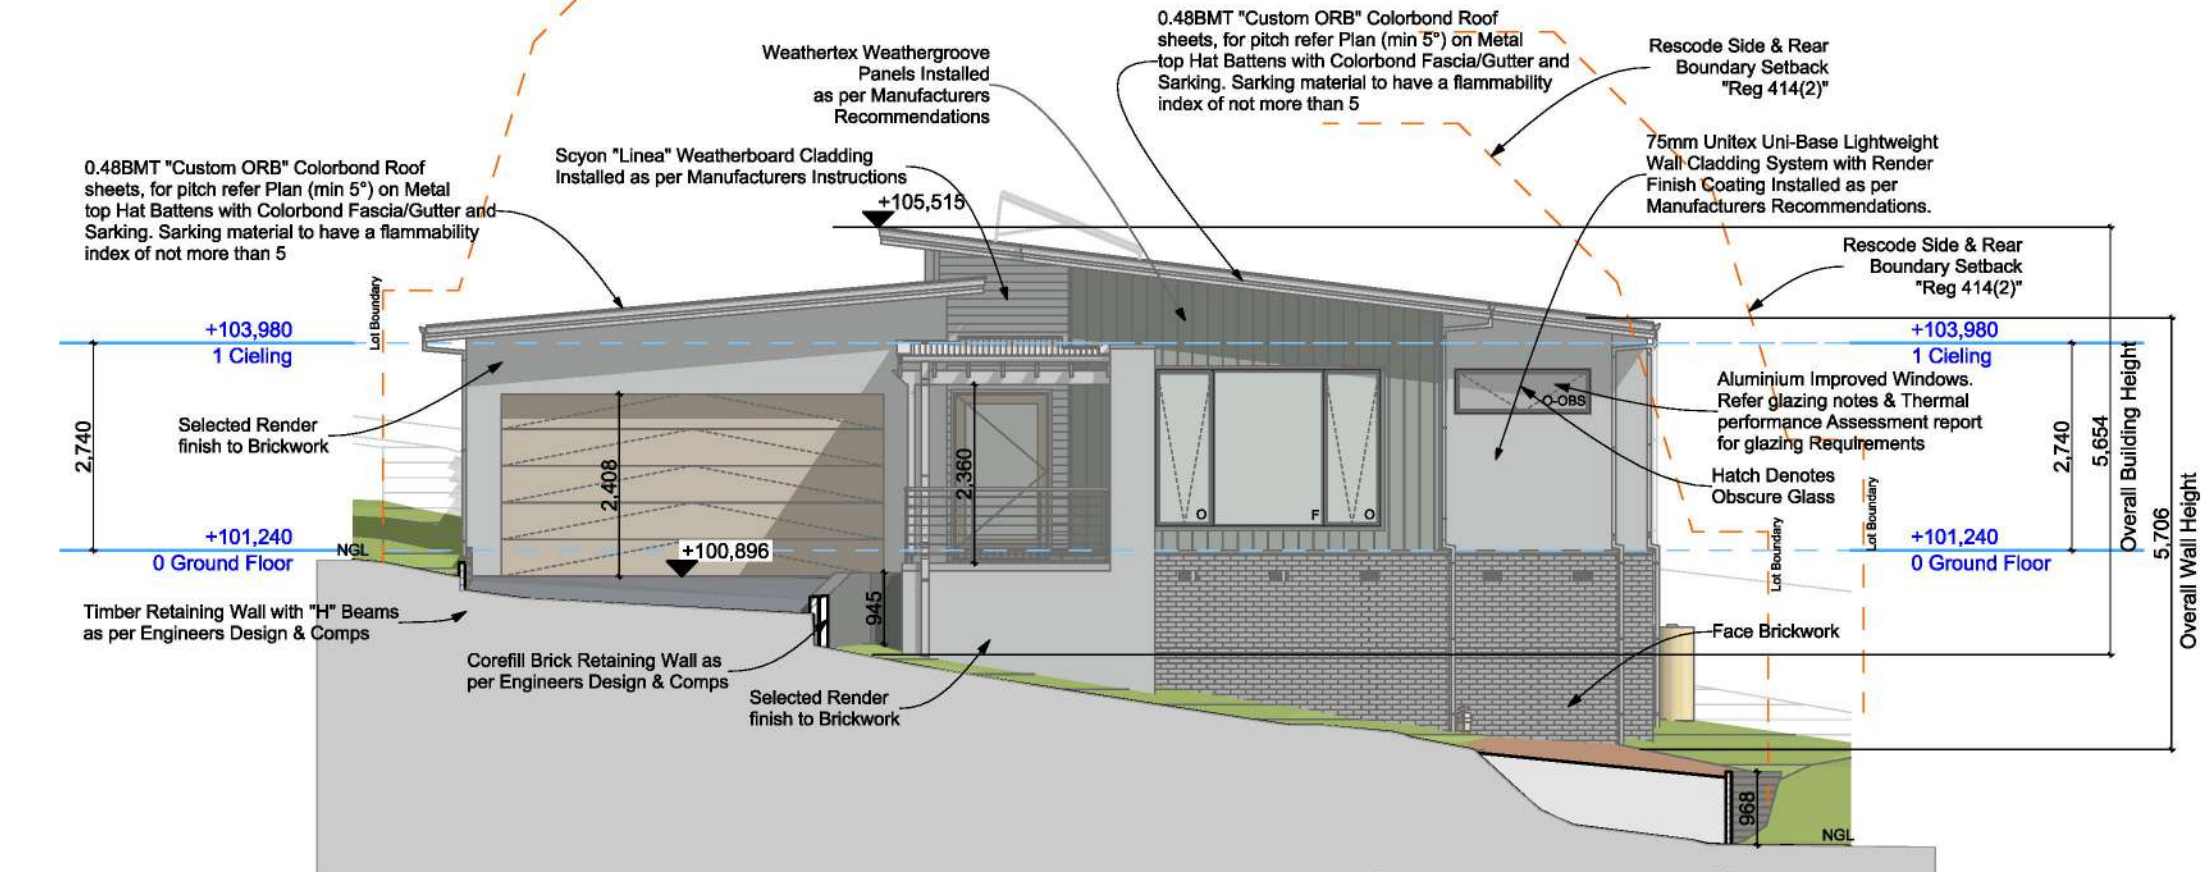 0.48BMT "Custom ORB" Colorbond Roof
sheets, for pitch refer Plan (min 5°) on Metal
top Hat Battens with Colorbond Fascia/Gutter and
Sarking. Sarking material to have a flammability
index of not more than 5
Weathertex Weathergroove
Panels Installed
as per Manufacturers
Recommendations
Rescode Side & Rear
Boundary Setback
"Reg 414(2)"
75mm Unitex Uni-Base Lightweight
Wall Cladding System with Render
Finish Coating Installed as per
Manufacturers Recommendations.
Scyon "Linea" Weatherboard Cladding
Installed as per Manufacturers Instructions
0.48BMT "Custom ORB" Colorbond Roof
sheets, for pitch refer Plan (min 5°) on Metal
top Hat Battens with Colorbond Fascia/Gutter and
Sarking. Sarking material to have a flammability
index of not more than 5
+105,515
Rescode Side & Rear
Boundary Setback
"Reg 414(2)"
Lot Boundary
+103,980
1 Cieling
+103,980
1 Cieling
2,740
Selected Render
finish to Brickwork
2,408
2,360
O
F
O
O-OBS
Aluminium Improved Windows.
Refer glazing notes & Thermal
performance Assessment report
for glazing Requirements
Hatch Denotes
Obscure Glass
2,740
5,654
Overall Building Height
5,706
Overall Wall Height
Lot Boundary
Lot Boundary
+101,240
0 Ground Floor
NGL
+100,896
+101,240
0 Ground Floor
945
Timber Retaining Wall with "H" Beams
as per Engineers Design & Comps
Corefill Brick Retaining Wall as
per Engineers Design & Comps
Selected Render
finish to Brickwork
Face Brickwork
968
NGL